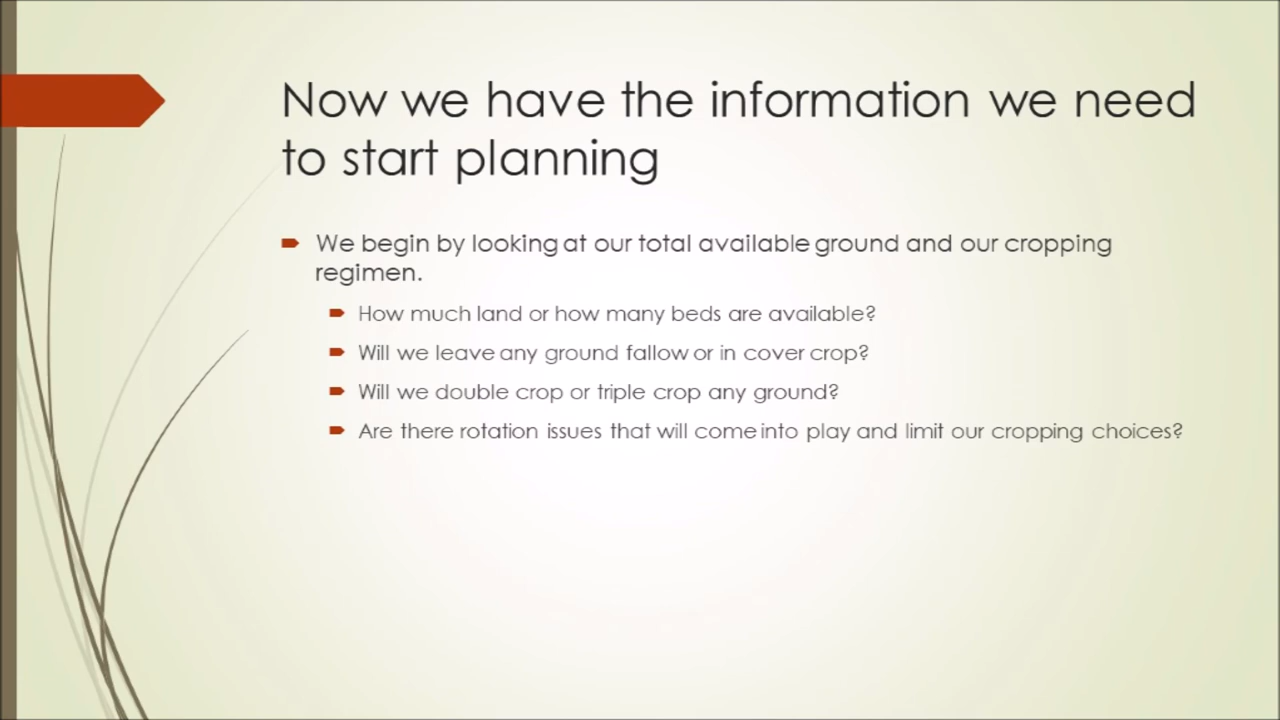 Now we have the information we need
to start planning
We begin by looking at our total available ground and our cropping
regimen.
How much land or how many beds are available?
Will we leave any ground fallow or in cover crop?
Will we double crop or triple crop any ground?
Are there rotation issues that will come into play and limit our cropping choices?